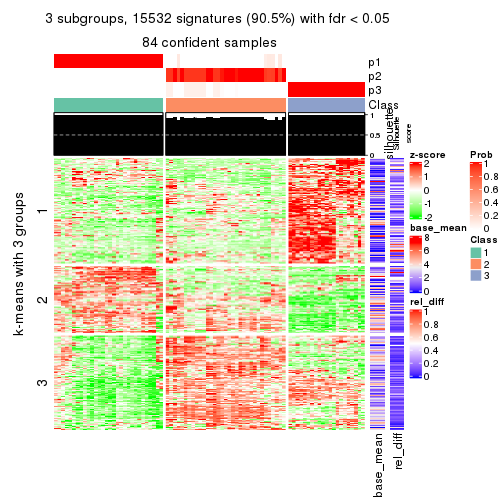 3 subgroups, 15532 signatures (90.5%) with fdr < 0.05
84 confident samples
p1
p2
p3
Class
1
0.5
0
silhouette
Silhouette
score
k-means with 3 groups
1
2
3
base_mean
rel_diff
z-score
2
1
0
-1
-2
base_mean
8
6
4
2
0
rel_diff
1
0.8
0.6
0.4
0.2
0
Prob
1
0.8
0.6
0.4
0.2
0
Class
1
2
3